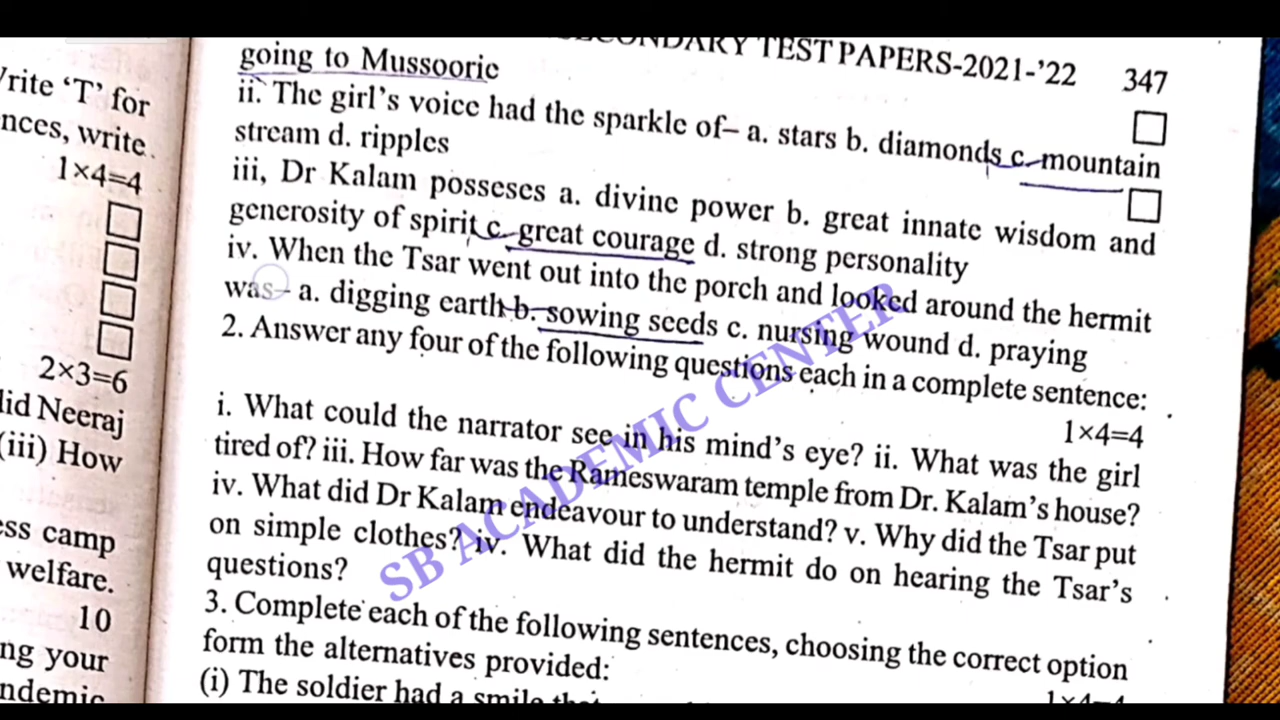 Write 'T' for
nces, write.
1×4=4
2×3=6
did Neeraj
(iii) How
ess camp
welfare.
10
ng your
ndemic
SECONDARY TEST PAPERS-2021-'22 347
going to Mussoorie
ii. The girl's voice had the sparkle of– a. stars b. diamonds c. mountain
stream d. ripples
iii, Dr Kalam posseses a. divine power b. great innate wisdom and
generosity of spirit c. great courage d. strong personality
iv. When the Tsar went out into the porch and looked around the hermit
was– a. digging earth b. sowing seeds c. nursing wound d. praying
2. Answer any four of the following questions each in a complete sentence:
1×4=4
i. What could the narrator see in his mind's eye? ii. What was the girl
tired of? iii. How far was the Rameswaram temple from Dr. Kalam's house?
iv. What did Dr Kalam endeavour to understand? v. Why did the Tsar put
on simple clothes? iv. What did the hermit do on hearing the Tsar's
questions?
3. Complete each of the following sentences, choosing the correct option
form the alternatives provided:
1×4=4
(i) The soldier had a smile that
SB ACADEMIC CENTER